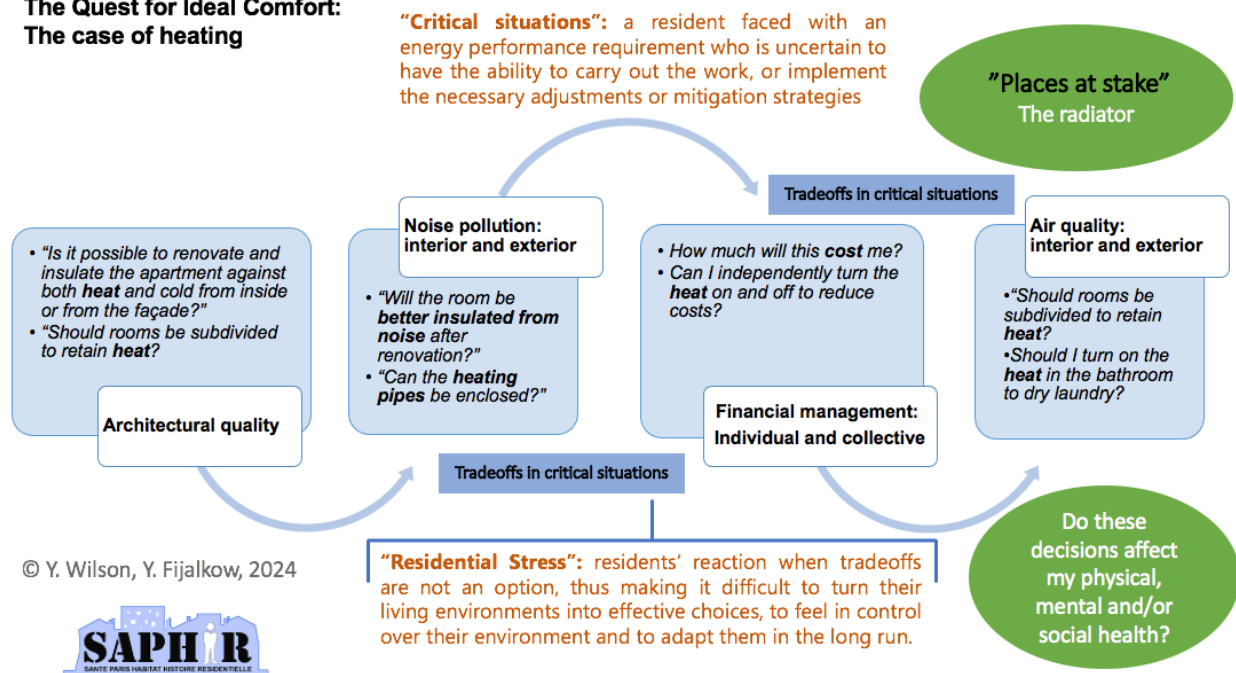 The Quest for Ideal Comfort:
The case of heating
“Critical situations”: a resident faced with an
energy performance requirement who is uncertain to
have the ability to carry out the work, or implement
the necessary adjustments or mitigation strategies
”Places at stake”
The radiator
Tradeoffs in critical situations
• “Is it possible to renovate and
insulate the apartment against
both heat and cold from inside
or from the façade?”
• “Should rooms be subdivided
to retain heat?
Architectural quality
Noise pollution:
interior and exterior
• “Will the room be
better insulated from
noise after
renovation?”
• “Can the heating
pipes be enclosed?”
• How much will this cost me?
• Can I independently turn the
heat on and off to reduce
costs?
Financial management:
Individual and collective
Air quality:
interior and exterior
•“Should rooms be
subdivided to retain
heat?
•Should I turn on the
heat in the bathroom
to dry laundry?
Tradeoffs in critical situations
“Residential Stress”: residents’ reaction when tradeoffs
are not an option, thus making it difficult to turn their
living environments into effective choices, to feel in control
over their environment and to adapt them in the long run.
Do these
decisions affect
my physical,
mental and/or
social health?
© Y. Wilson, Y. Fijalkow, 2024
SAPHIR
SANTE PARIS HABITAT HISTOIRE RESIDENTIELLE